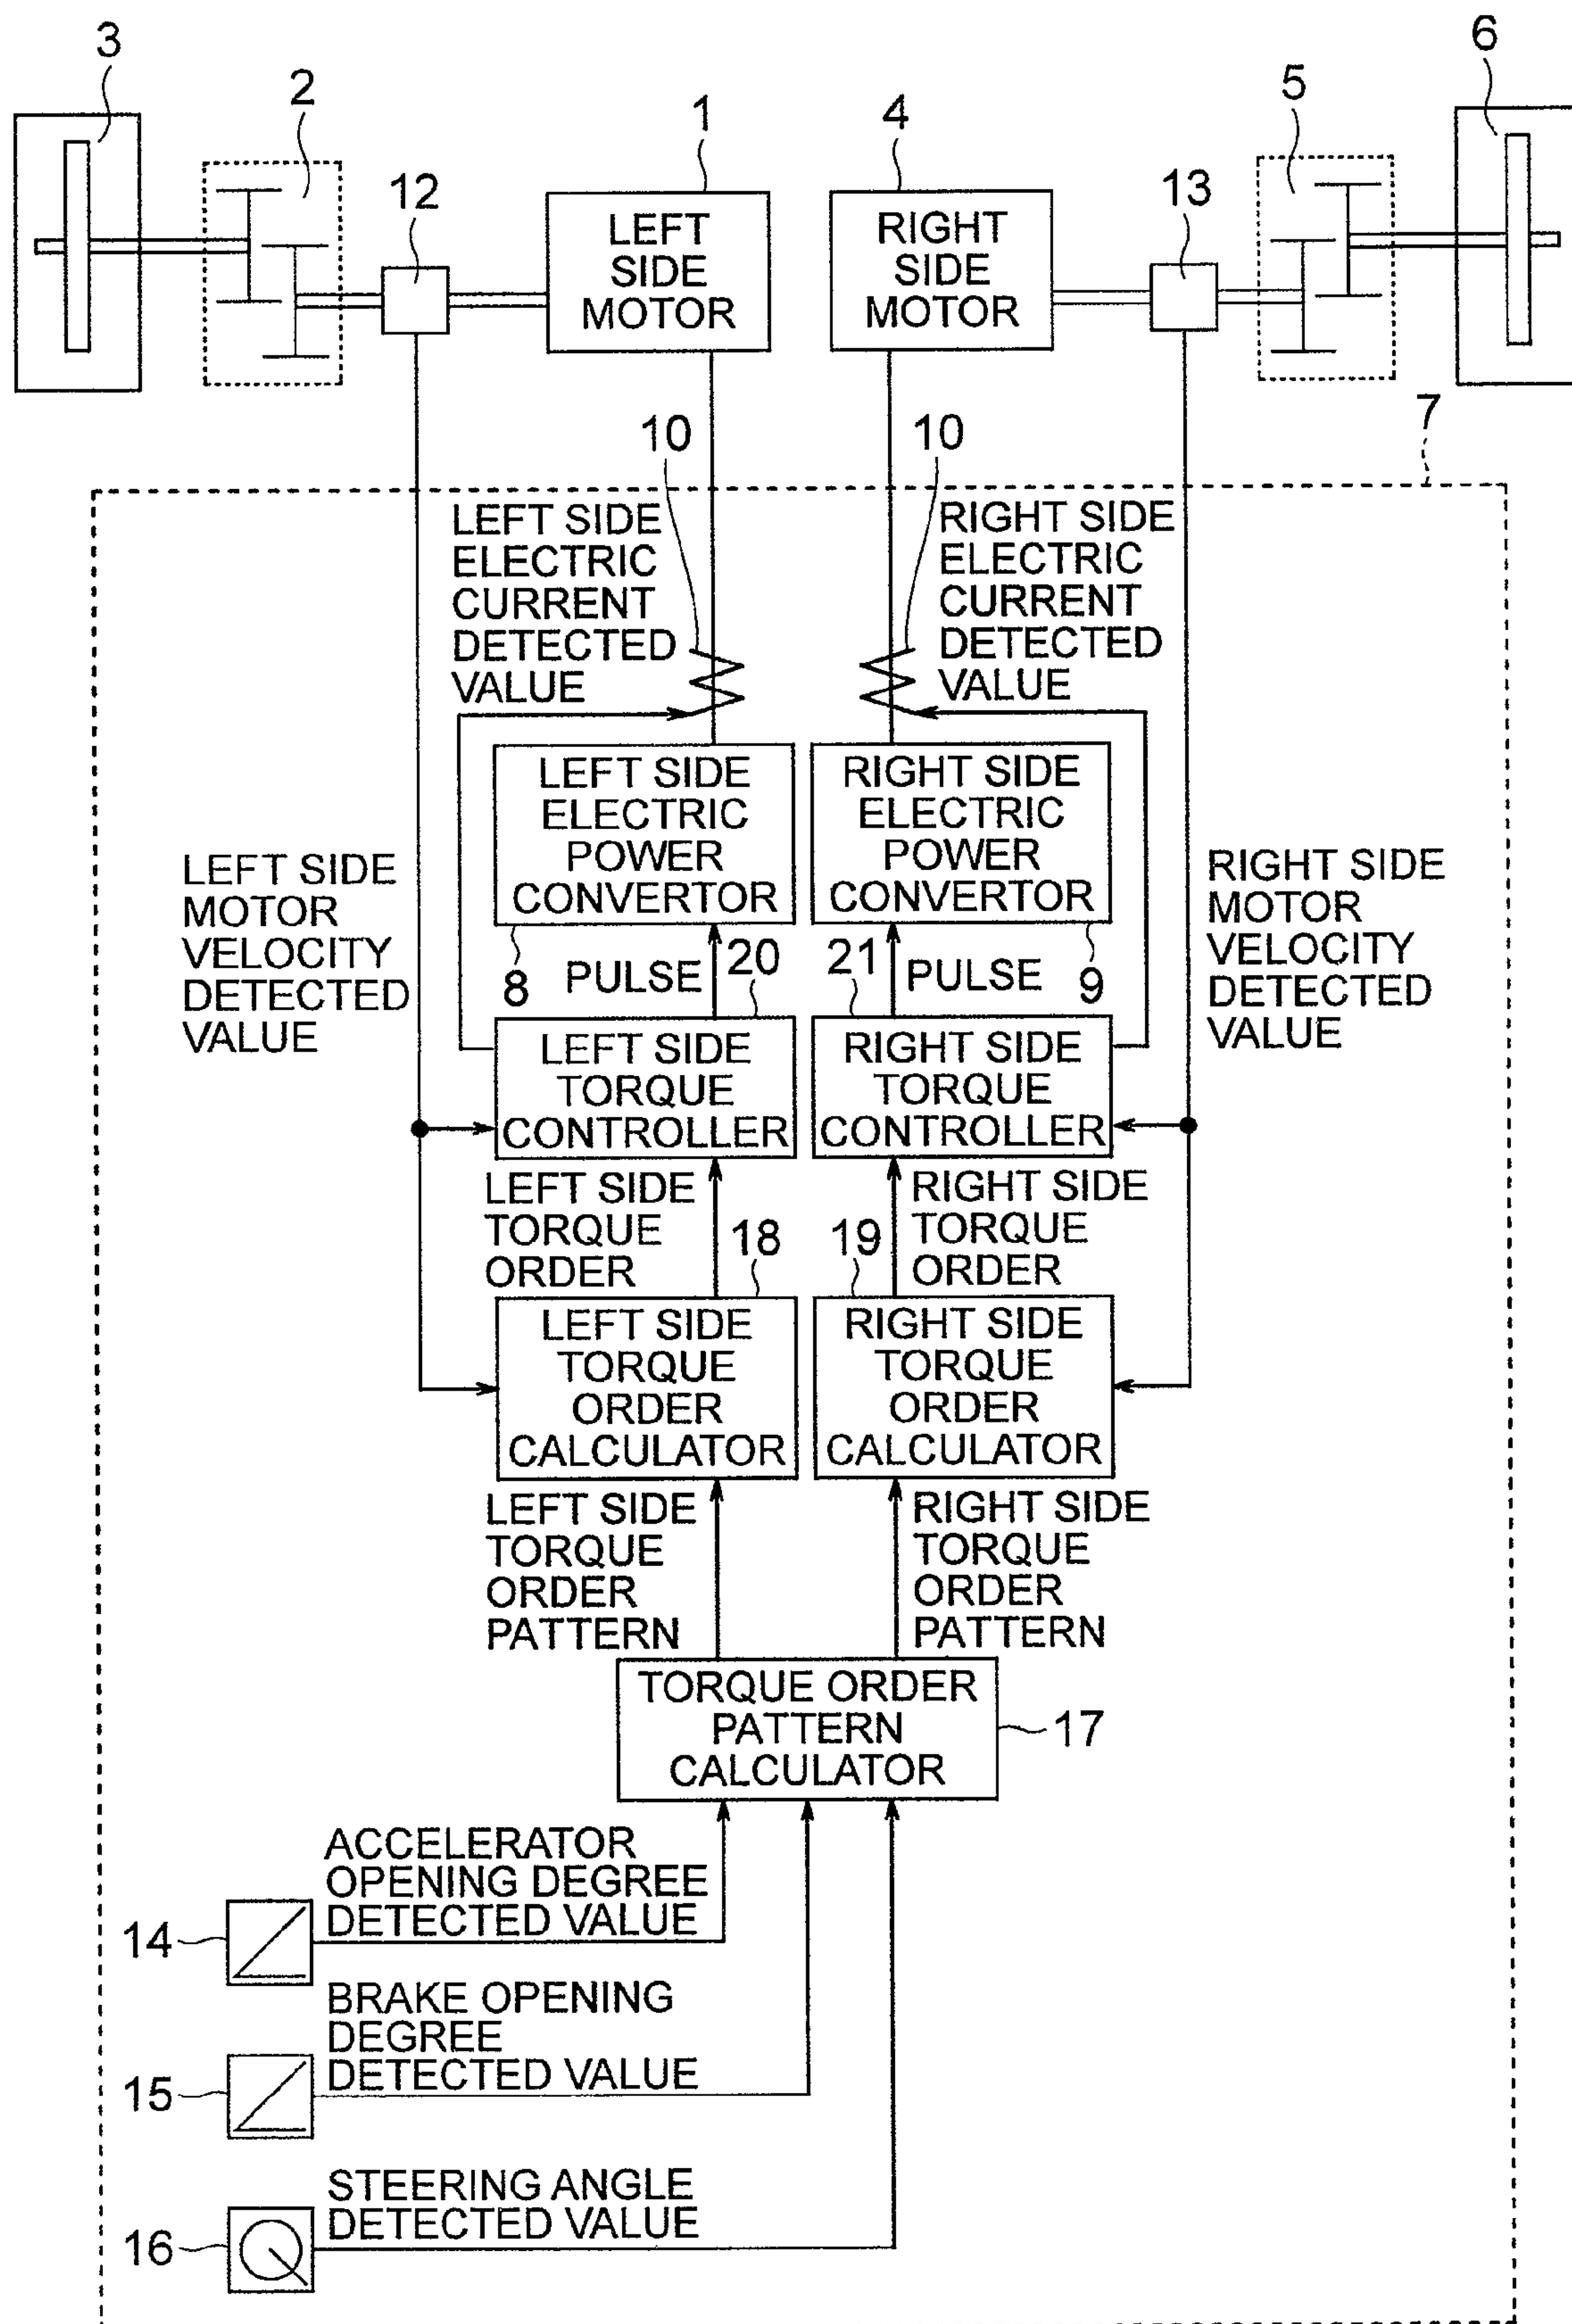 3
2
12
1
4
13
5
6
LEFT
SIDE
MOTOR
RIGHT
SIDE
MOTOR
7
10
10
LEFT SIDE
ELECTRIC
CURRENT
DETECTED
VALUE
RIGHT SIDE
ELECTRIC
CURRENT
DETECTED
VALUE
LEFT SIDE
ELECTRIC
POWER
CONVERTOR
RIGHT SIDE
ELECTRIC
POWER
CONVERTOR
LEFT SIDE
MOTOR
VELOCITY
DETECTED
VALUE
RIGHT SIDE
MOTOR
VELOCITY
DETECTED
VALUE
8
PULSE
20
21
PULSE
9
LEFT SIDE
TORQUE
CONTROLLER
RIGHT SIDE
TORQUE
CONTROLLER
LEFT SIDE
TORQUE
ORDER
18
19
RIGHT SIDE
TORQUE
ORDER
LEFT SIDE
TORQUE
ORDER
CALCULATOR
RIGHT SIDE
TORQUE
ORDER
CALCULATOR
LEFT SIDE
TORQUE
ORDER
PATTERN
RIGHT SIDE
TORQUE
ORDER
PATTERN
TORQUE ORDER
PATTERN
CALCULATOR
17
ACCELERATOR
OPENING DEGREE
DETECTED VALUE
14
BRAKE OPENING
DEGREE
DETECTED VALUE
15
STEERING ANGLE
DETECTED VALUE
16